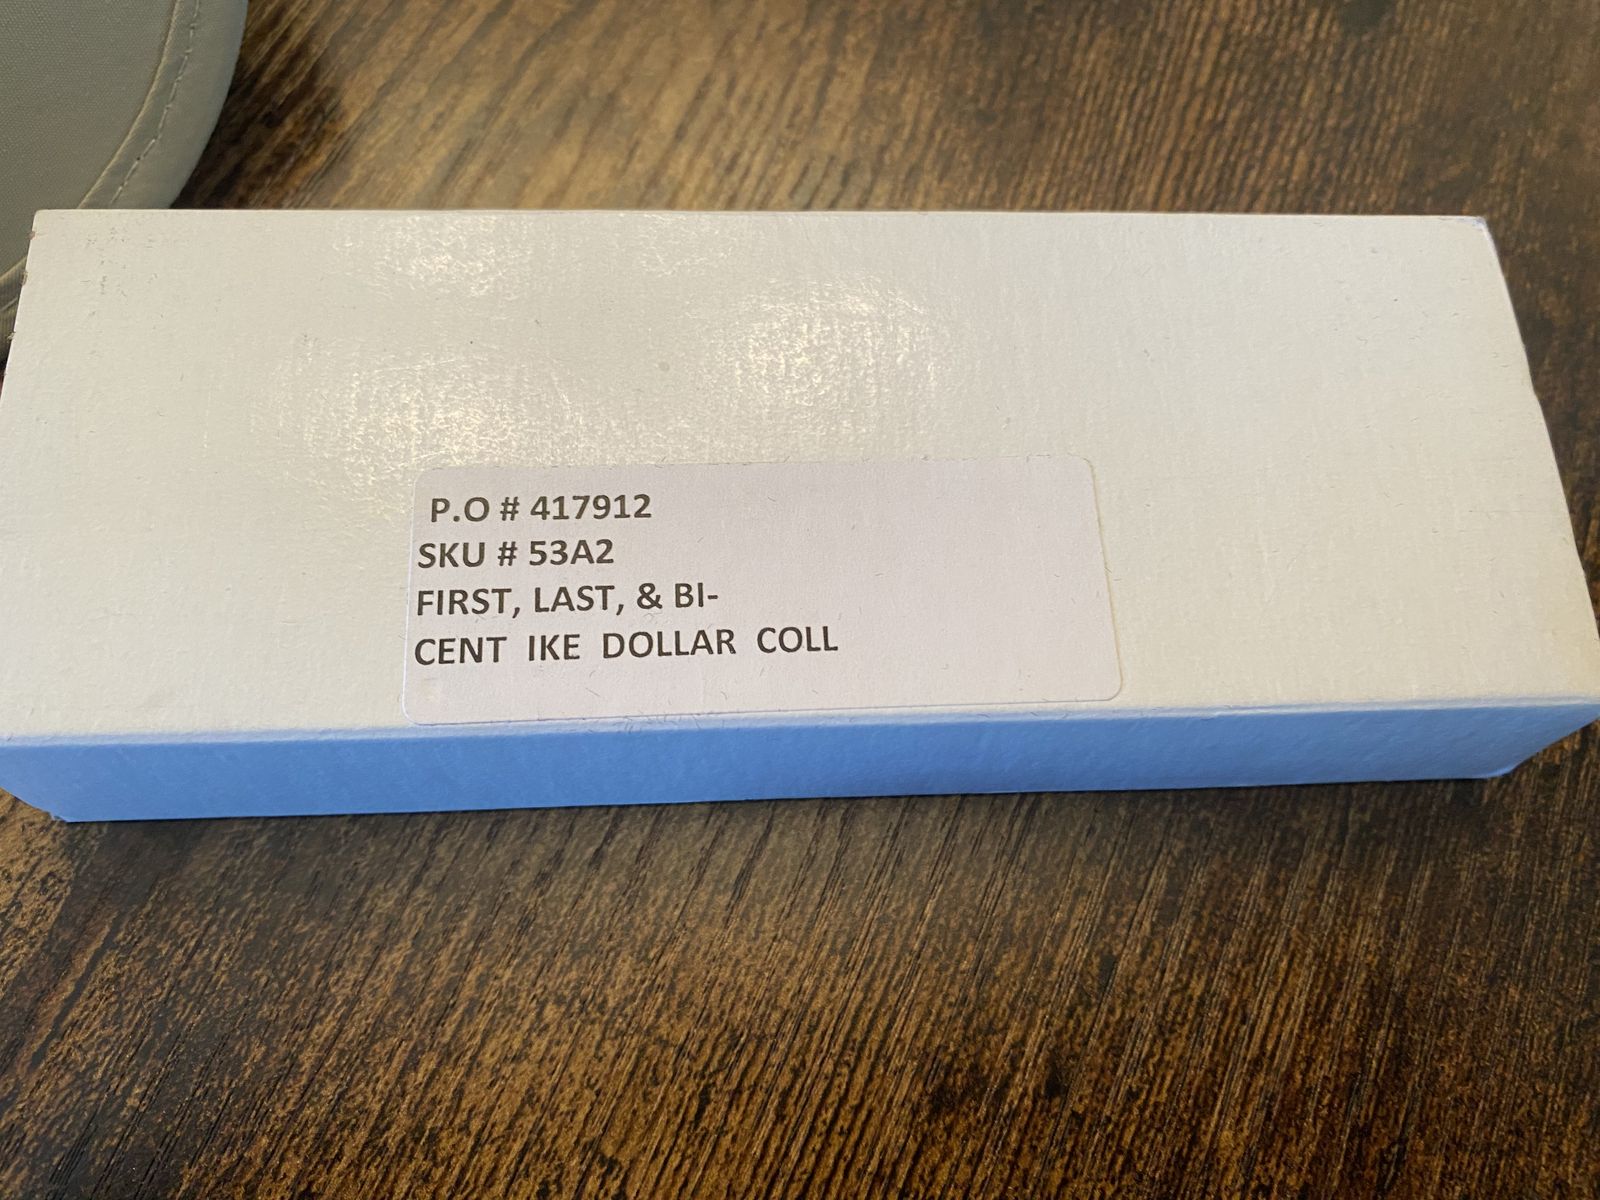 P.O # 417912
SKU # 53A2
FIRST, LAST, & BI-
CENT IKE DOLLAR COLL